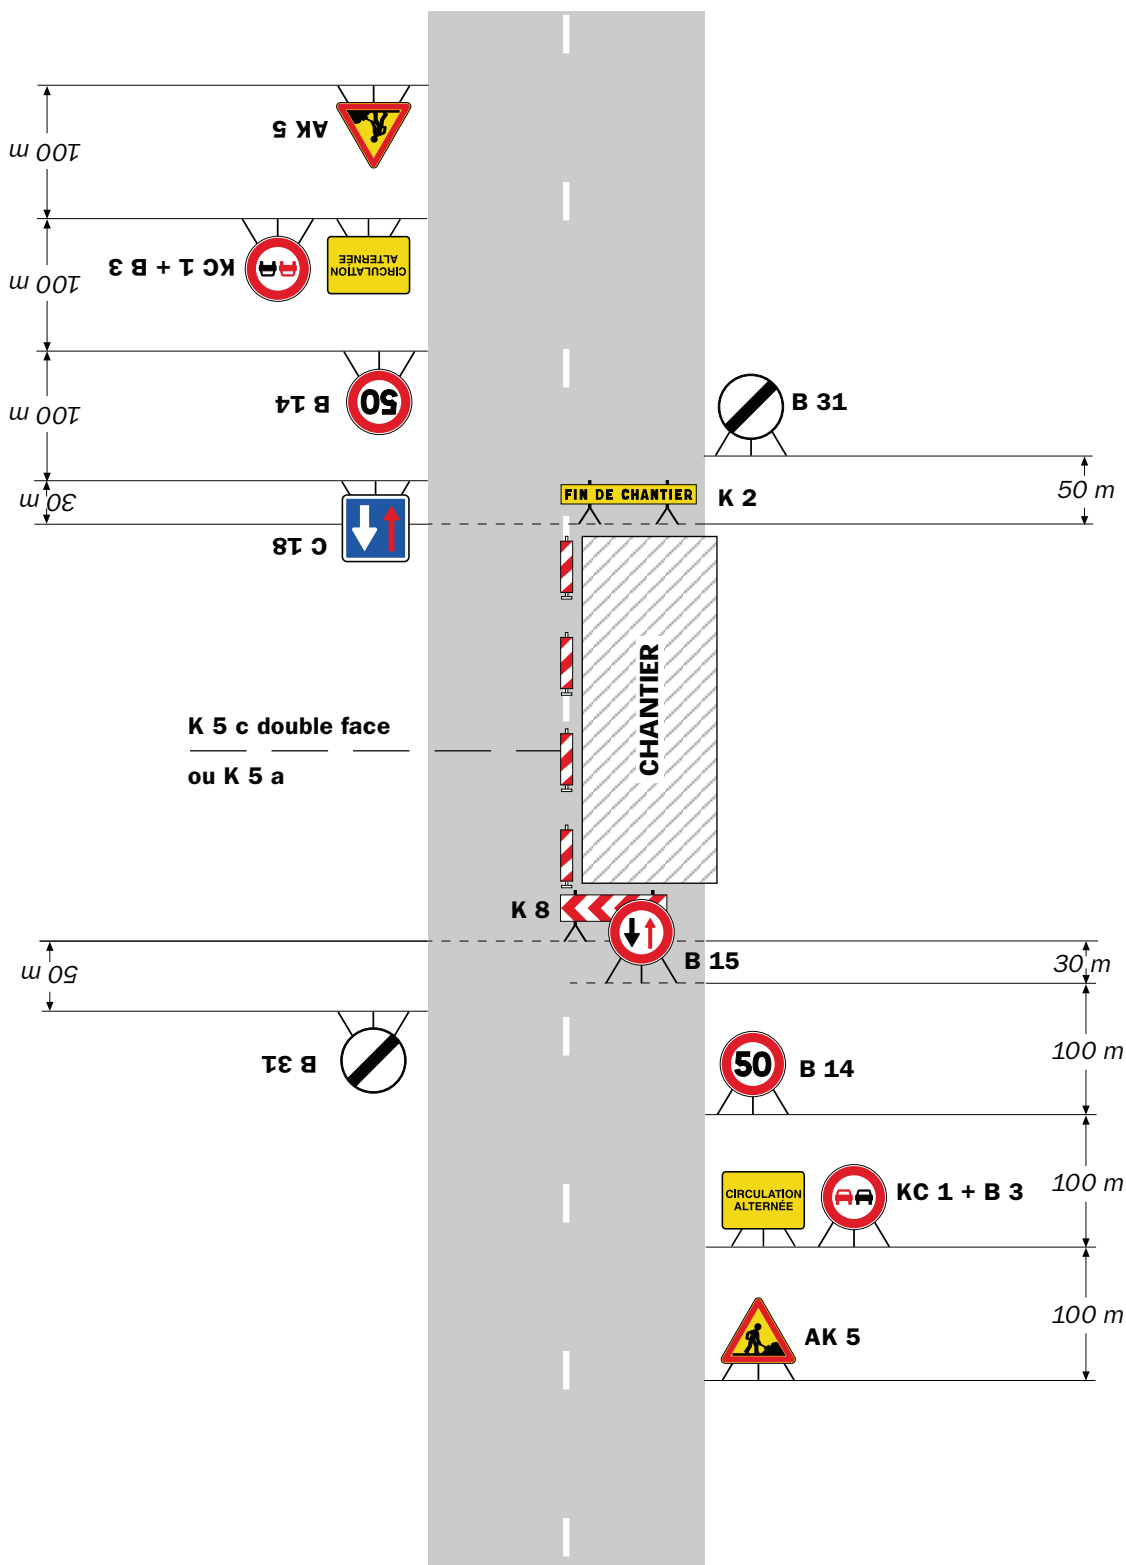 AK 5
100 m
KC 1 + B 3
CIRCULATION
ALTERNÉE
100 m
B 14
50
100 m
B 31
50 m
30 m
FIN DE CHANTIER
K 2
C 18
CHANTIER
K 5 c double face
ou K 5 a
K 8
B 15
50 m
30 m
B 31
50
B 14
100 m
CIRCULATION
ALTERNÉE
KC 1 + B 3
100 m
AK 5
100 m